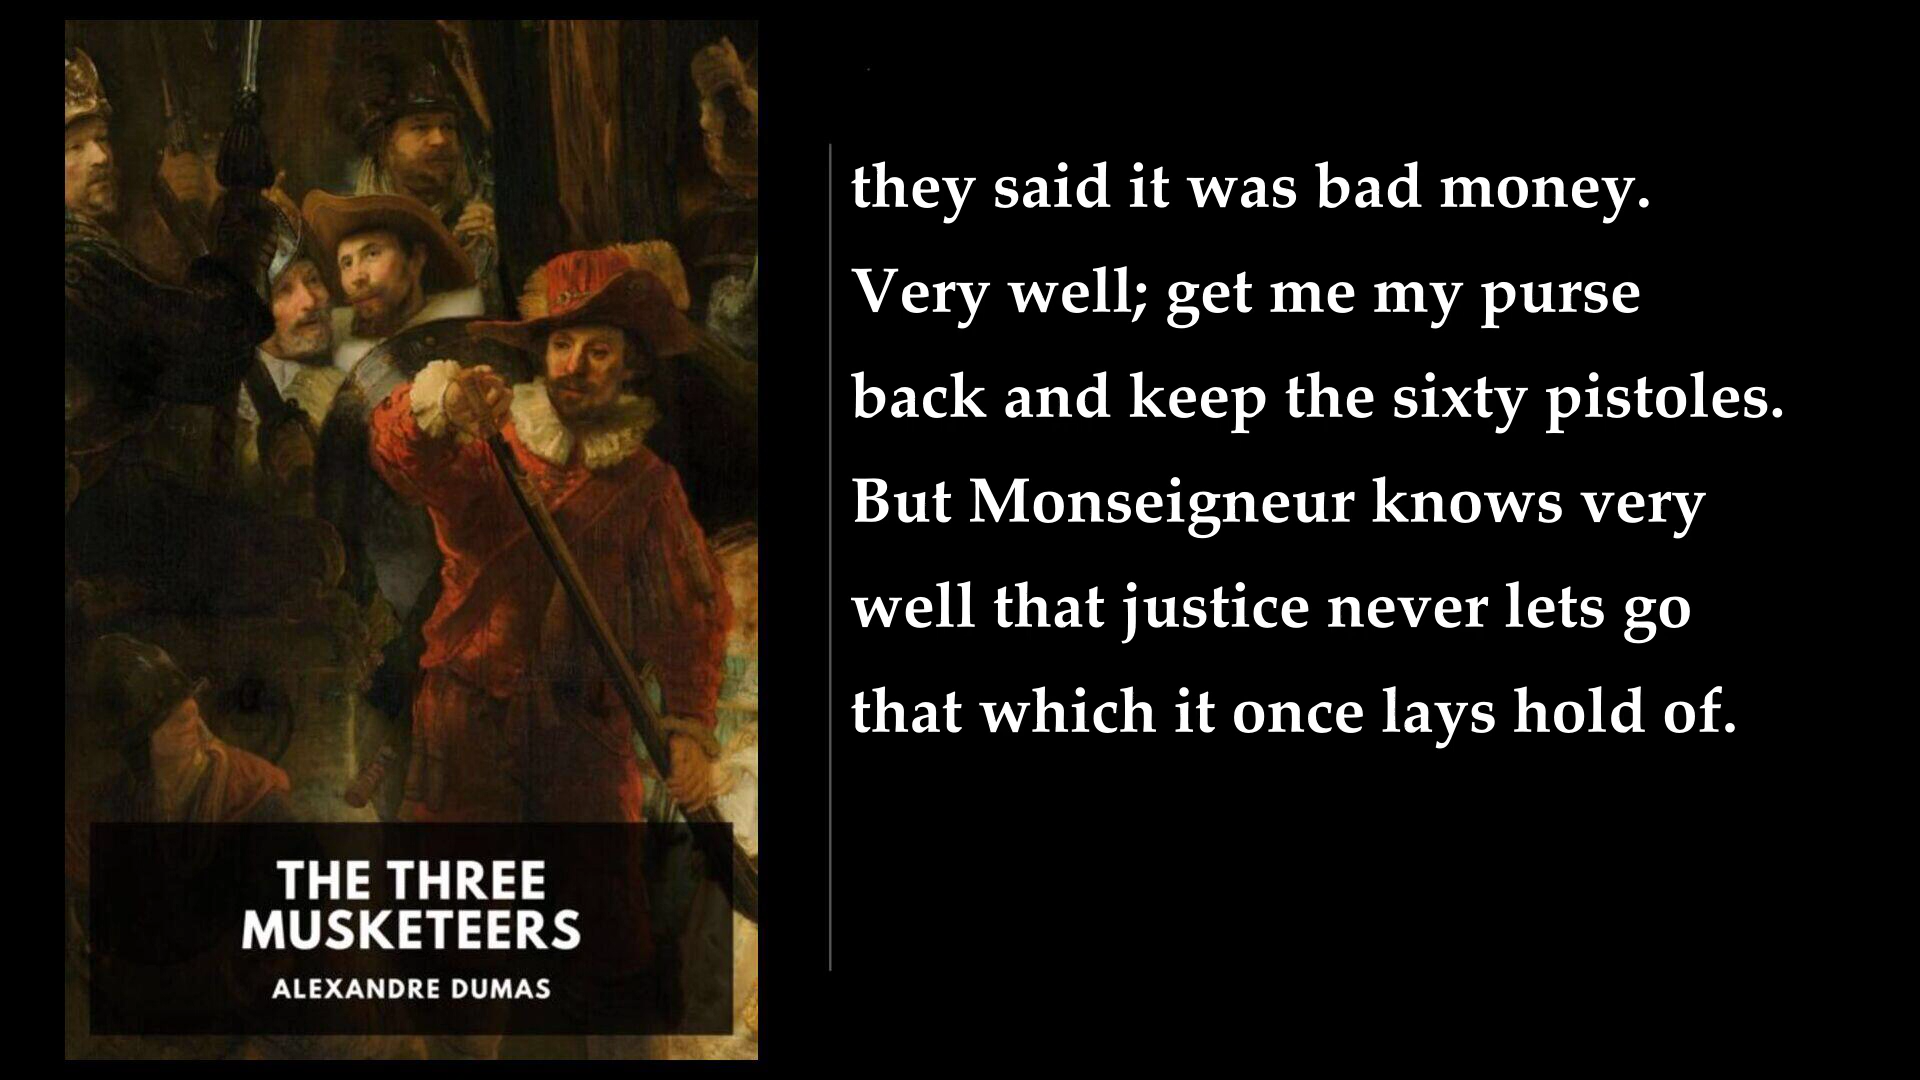 they said it was bad money.
Very well; get me my purse
back and keep the sixty pistoles.
But Monseigneur knows very
well that justice never lets go
that which it once lays hold of.
THE THREE
MUSKETEERS
ALEXANDRE DUMAS